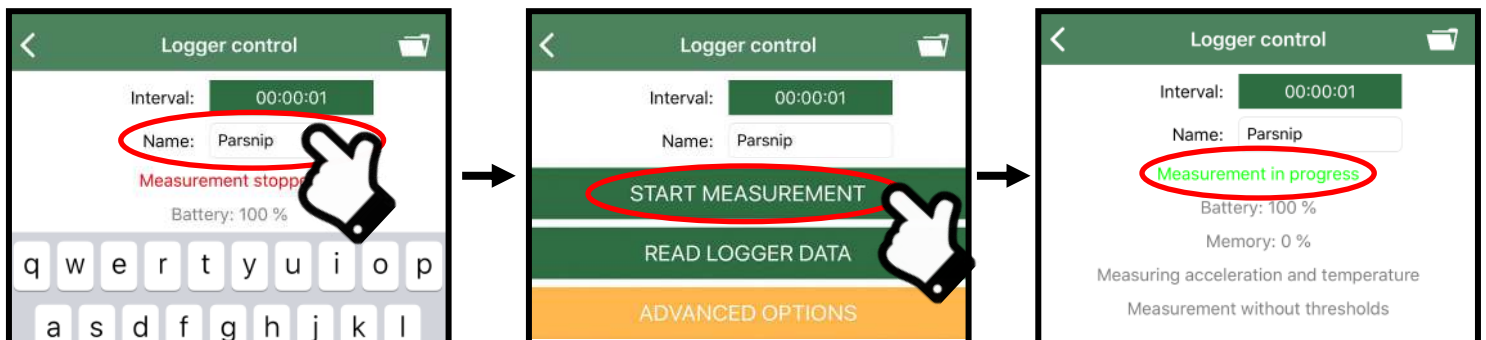 Logger control
Interval: 00:00:01
Name: Parsnip
Measurement stoppe
Battery: 100 %
q w e r t y u i o p
a s d f g h j k l
Logger control
Interval: 00:00:01
Name: Parsnip
START MEASUREMENT
READ LOGGER DATA
ADVANCED OPTIONS
Logger control
Interval: 00:00:01
Name: Parsnip
Measurement in progress
Battery: 100 %
Memory: 0 %
Measuring acceleration and temperature
Measurement without thresholds